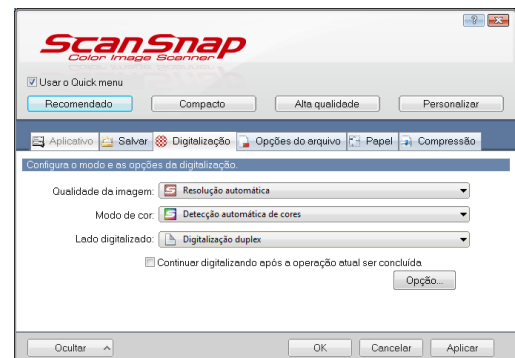 ScanSnap
Color Image Scanner
Usar o Quick menu
Recomendado Compacto Alta qualidade Personalizar
Aplicativo Salvar Digitalização Opções do arquivo Papel Compressão
Configura o modo e as opções da digitalização.
Qualidade da imagem: Resolução automática
Modo de cor: Detecção automática de cores
Lado digitalizado: Digitalização duplex
Continuar digitalizando após a operação atual ser concluída
Opção...
Ocultar OK Cancelar Aplicar